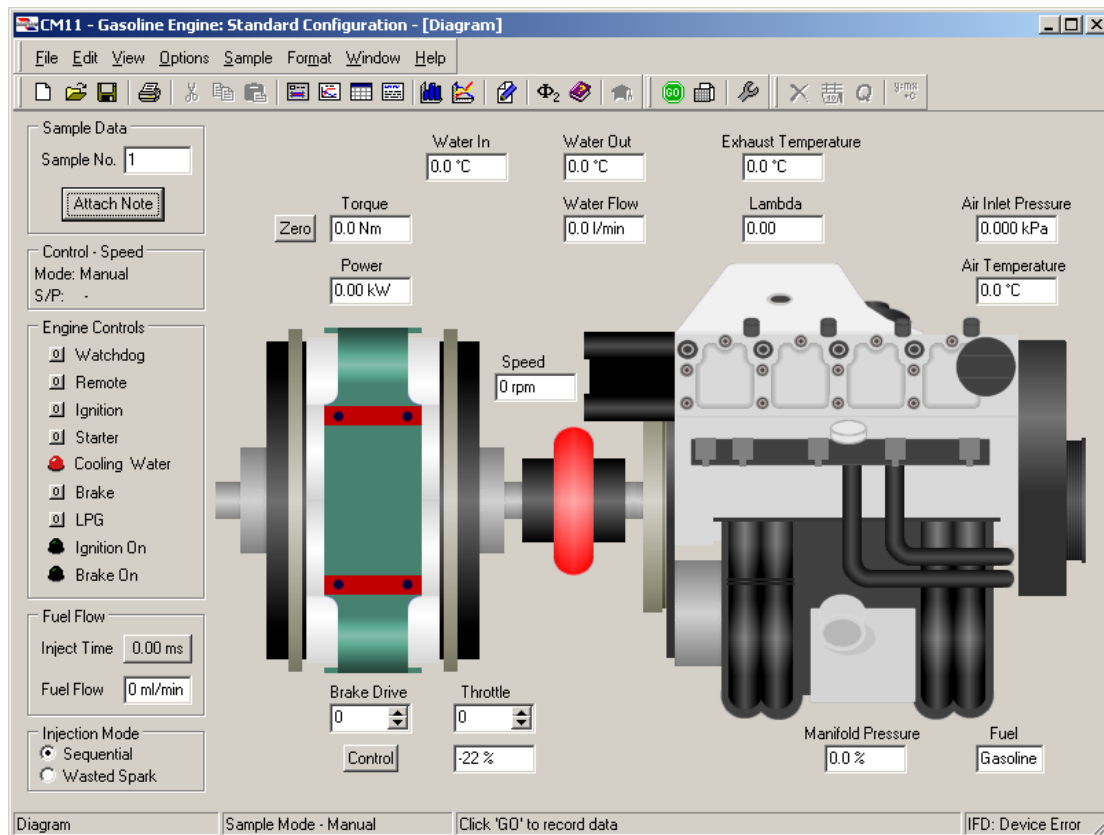 CM11 - Gasoline Engine: Standard Configuration - [Diagram]
File Edit View Options Sample Format Window Help
Φ2 GO y=mx+c
Sample Data
Sample No. 1
Attach Note
Control - Speed
Mode: Manual
S/P: -
Engine Controls
0 Watchdog
0 Remote
0 Ignition
0 Starter
Cooling Water
0 Brake
0 LPG
Ignition On
Brake On
Fuel Flow
Inject Time 0.00 ms
Fuel Flow 0 ml/min
Injection Mode
Sequential
Wasted Spark
Water In
0.0 °C
Water Out
0.0 °C
Exhaust Temperature
0.0 °C
Torque
Zero 0.0 Nm
Water Flow
0.0 l/min
Lambda
0.00
Air Inlet Pressure
0.000 kPa
Power
0.00 kW
Air Temperature
0.0 °C
Speed
0 rpm
Brake Drive
0
Control
Throttle
0
-22 %
Manifold Pressure
0.0 %
Fuel
Gasoline
Diagram Sample Mode - Manual Click 'GO' to record data IFD: Device Error